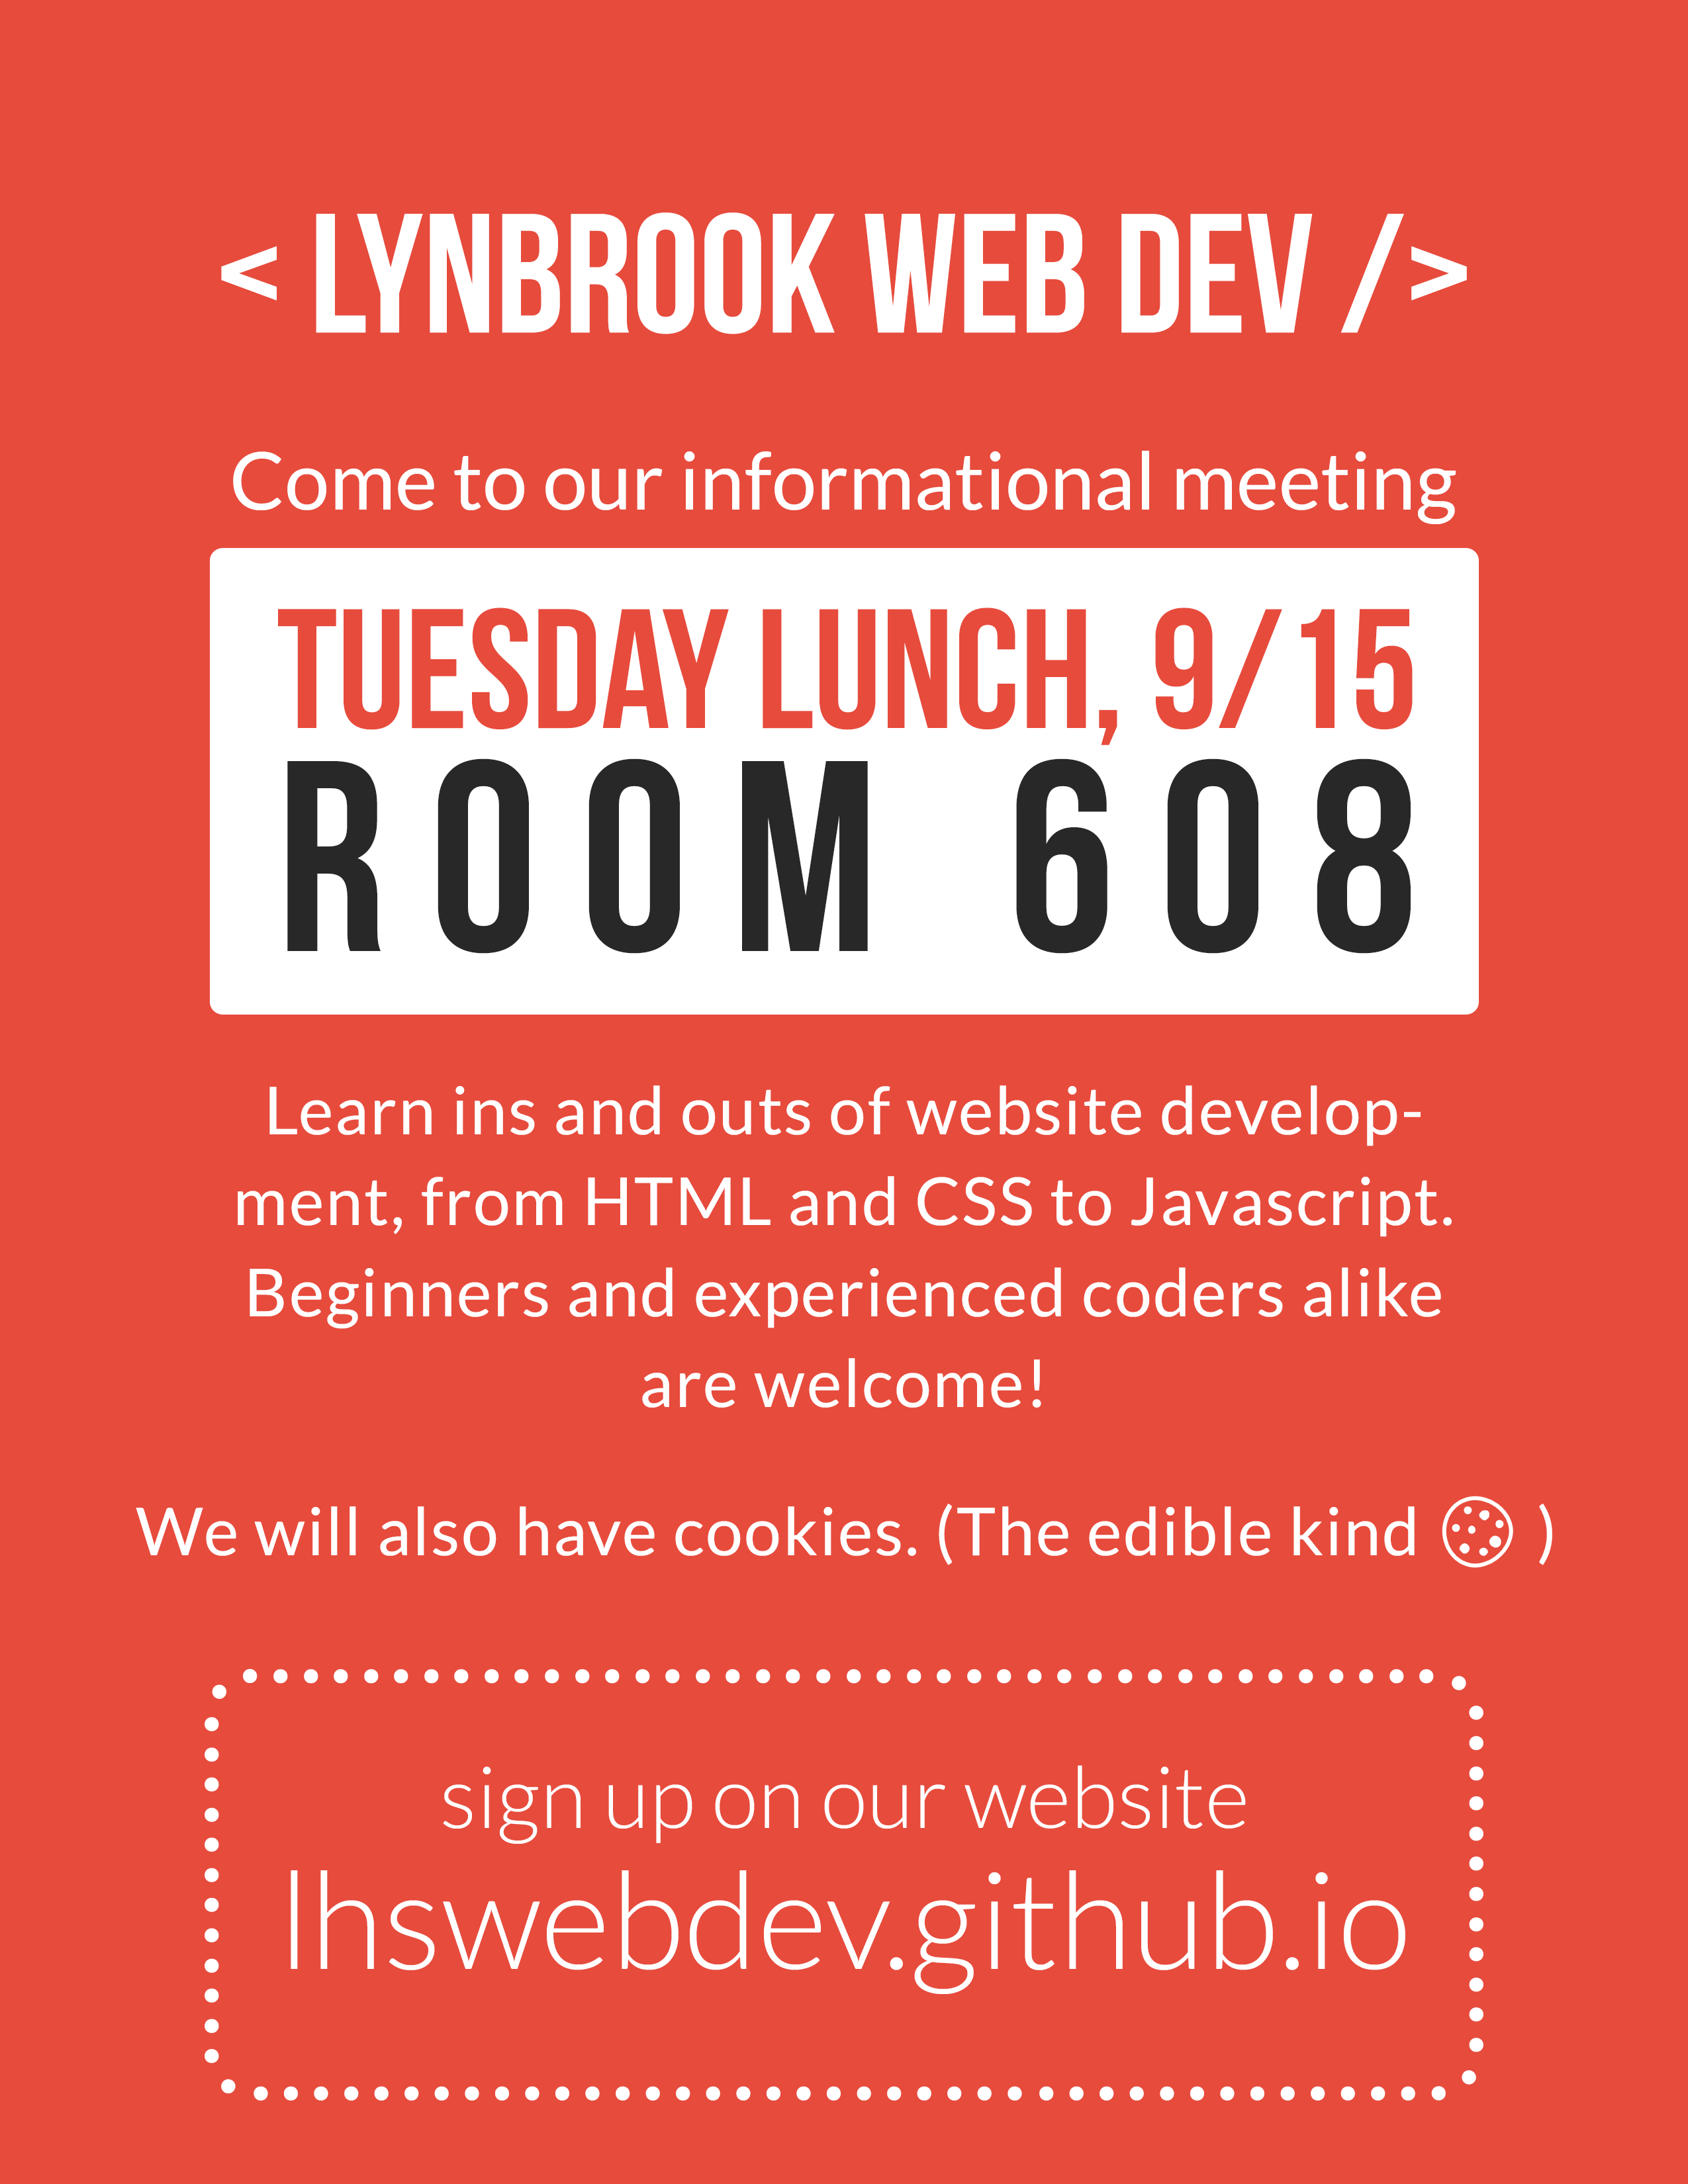 < LYNBROOK WEB DEV />
Come to our informational meeting
TUESDAY LUNCH, 9/15
ROOM 608
Learn ins and outs of website develop-
ment, from HTML and CSS to Javascript.
Beginners and experienced coders alike
are welcome!
We will also have cookies. (The edible kind )
sign up on our website
lhswebdev.github.io